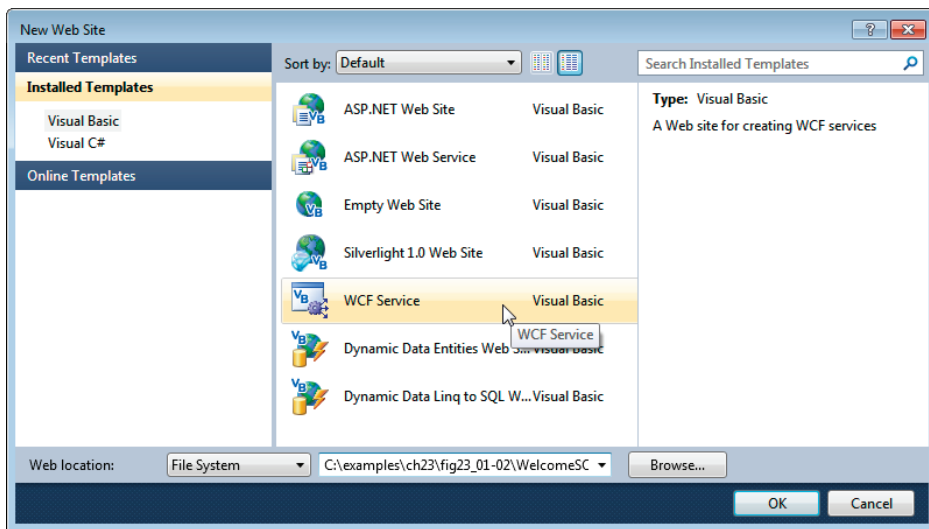 New Web Site
Recent Templates
Installed Templates
Visual Basic
Visual C#
Online Templates
Sort by: Default
Search Installed Templates
ASP.NET Web Site Visual Basic
ASP.NET Web Service Visual Basic
Empty Web Site Visual Basic
Silverlight 1.0 Web Site Visual Basic
WCF Service Visual Basic
WCF Service
Dynamic Data Entities Web S... Visual Basic
Dynamic Data Linq to SQL W... Visual Basic
Type: Visual Basic
A Web site for creating WCF services
Web location: File System C:\examples\ch23\fig23_01-02\WelcomeSC Browse...
OK Cancel